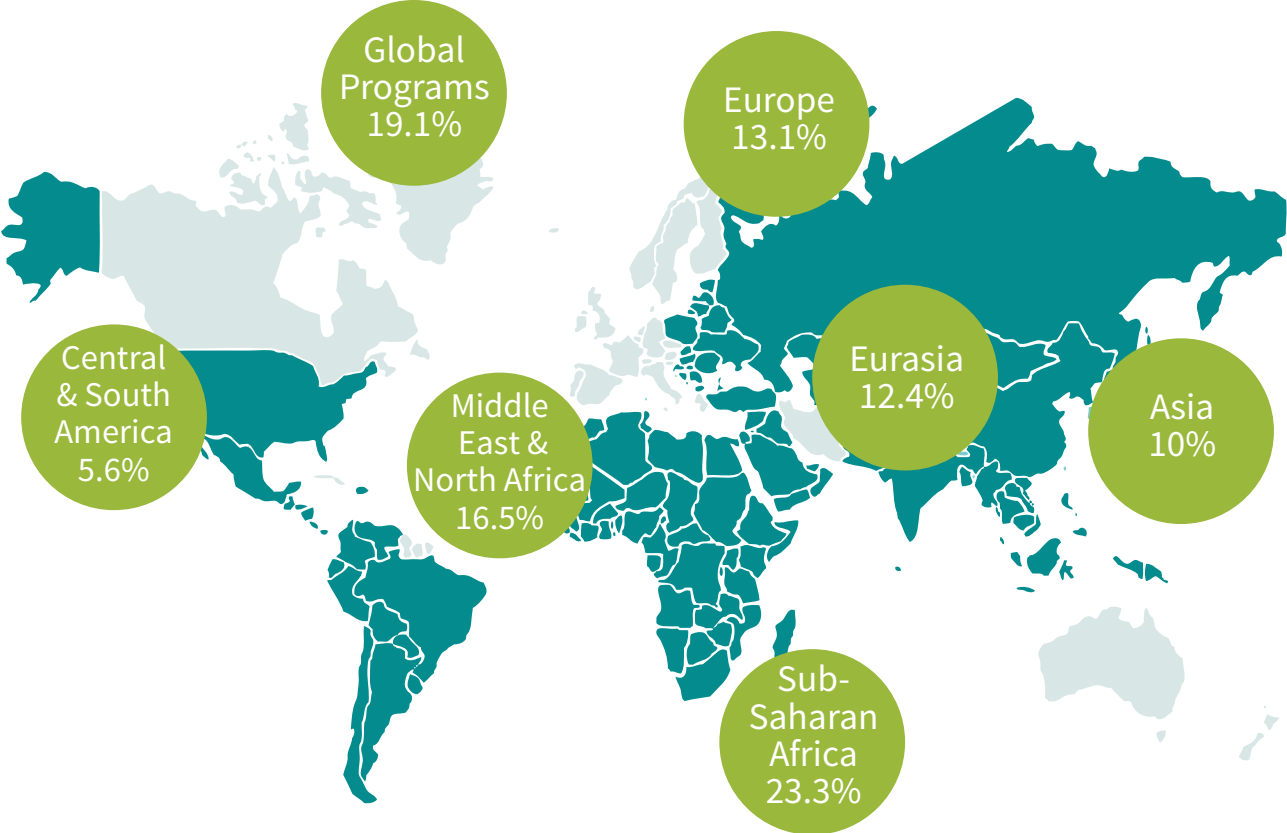 Global
Programs
19.1%
Europe
13.1%
Central
& South
America
5.6%
Middle
East &
North Africa
16.5%
Eurasia
12.4%
Asia
10%
Sub-
Saharan
Africa
23.3%